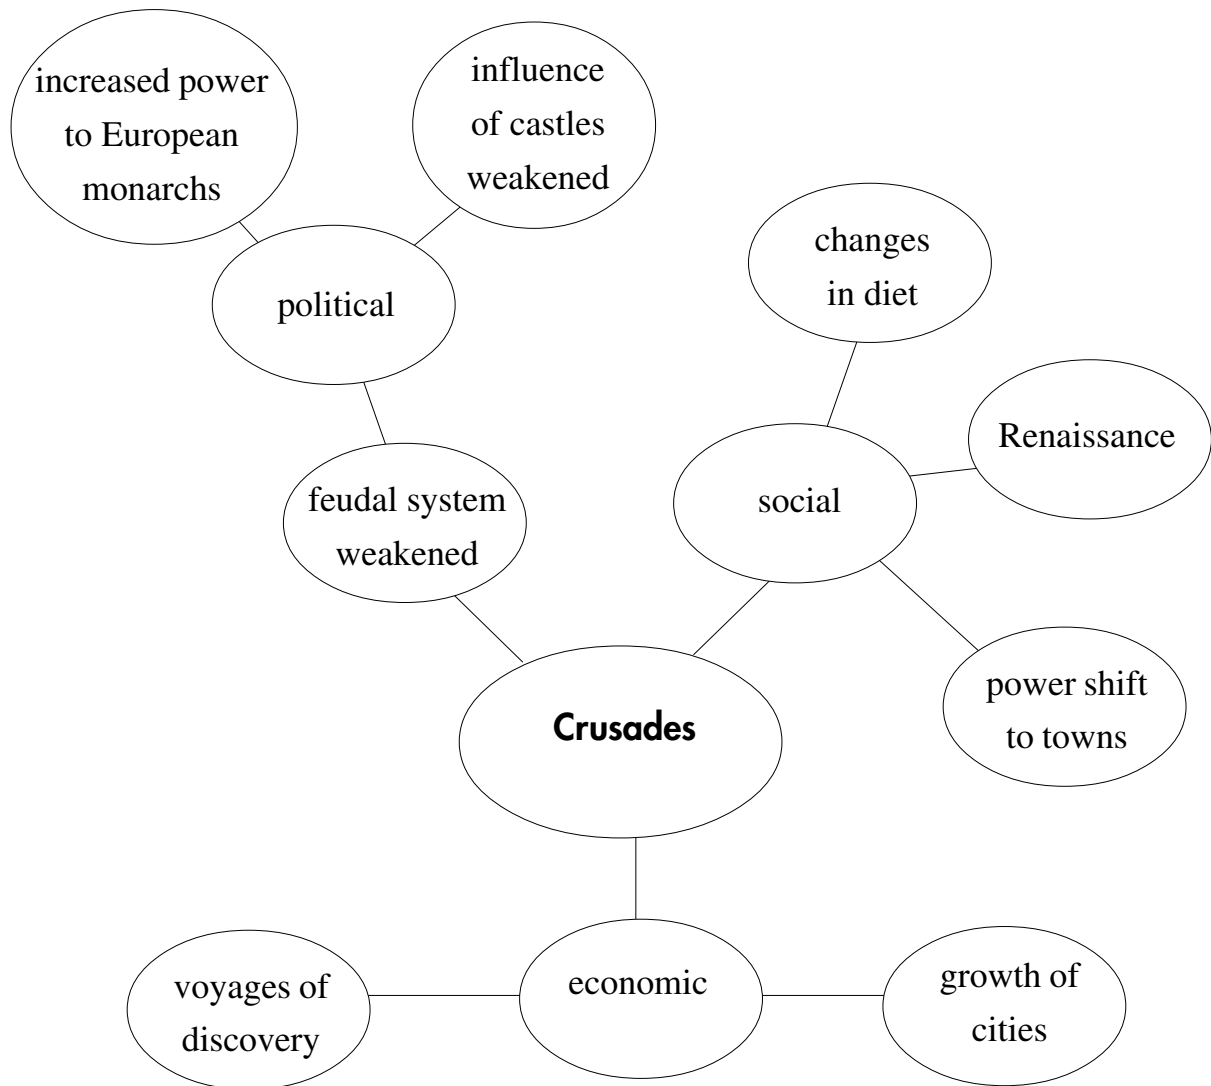 increased power
to European
monarchs
influence
of castles
weakened
changes
in diet
political
Renaissance
feudal system
weakened
social
power shift
to towns
Crusades
voyages of
discovery
economic
growth of
cities